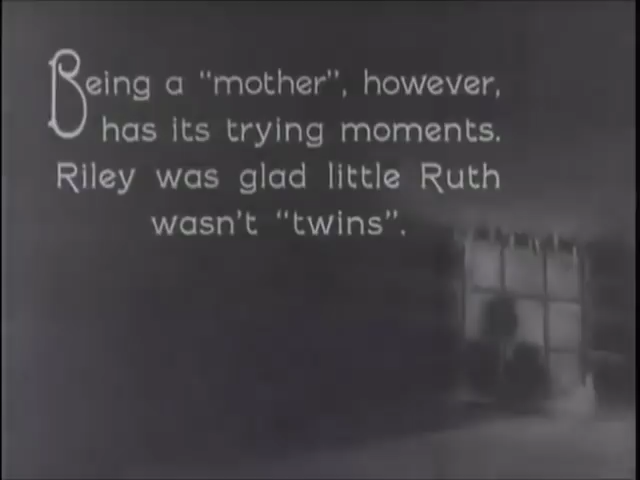 Being a "mother", however,
has its trying moments.
Riley was glad little Ruth
wasn't "twins".